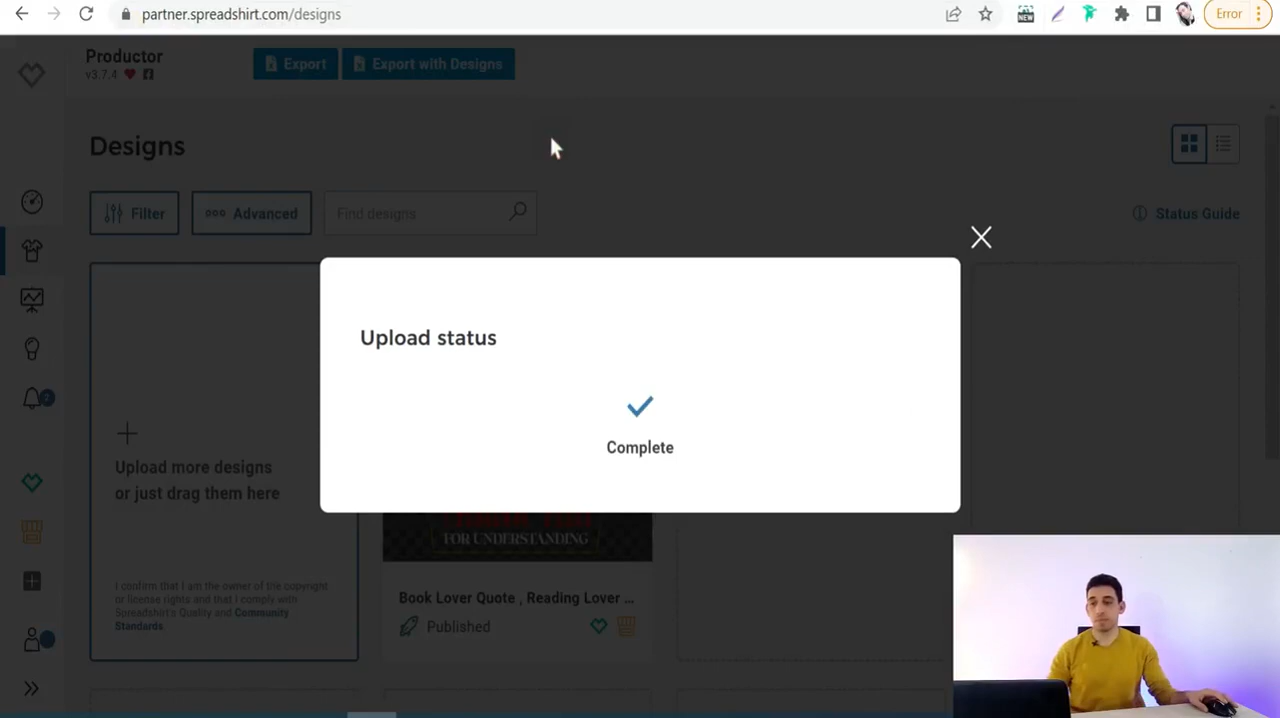 partner.spreadshirt.com/designs
NEW
Error
Productor
v3.7.4
Export
Export with Designs
Designs
Filter
Advanced
Find designs
Status Guide
Upload status
Complete
Upload more designs
or just drag them here
I confirm that I am the owner of the copyright
or license rights and that I comply with
Spreadshirt's Quality and Community
Standards.
FOR UNDERSTANDING
Book Lover Quote , Reading Lover ...
Published